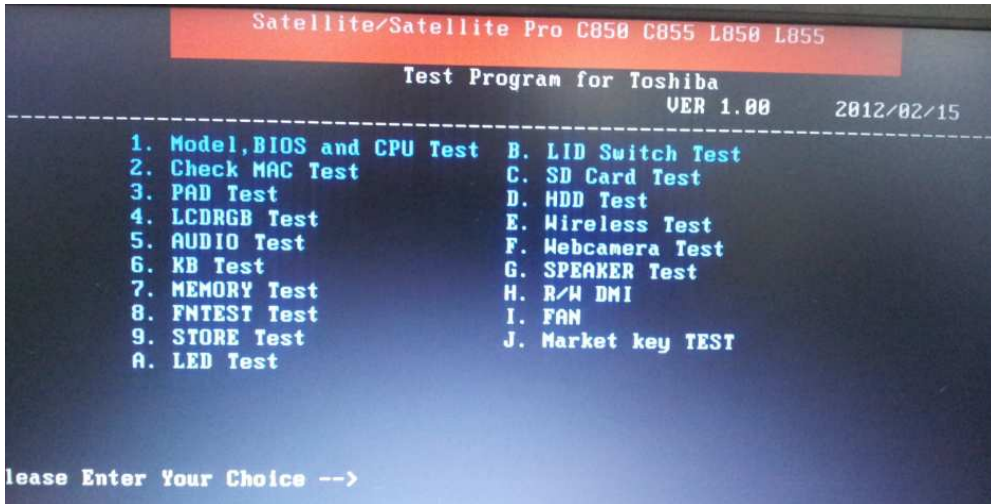 Satellite/Satellite Pro C850 C855 L850 L855
Test Program for Toshiba
VER 1.00 2012/02/15
1. Model,BIOS and CPU Test
2. Check MAC Test
3. PAD Test
4. LCDRGB Test
5. AUDIO Test
6. KB Test
7. MEMORY Test
8. FNTEST Test
9. STORE Test
A. LED Test
B. LID Switch Test
C. SD Card Test
D. HDD Test
E. Wireless Test
F. Webcamera Test
G. SPEAKER Test
H. R/W DMI
I. FAN
J. Market key TEST
lease Enter Your Choice -->